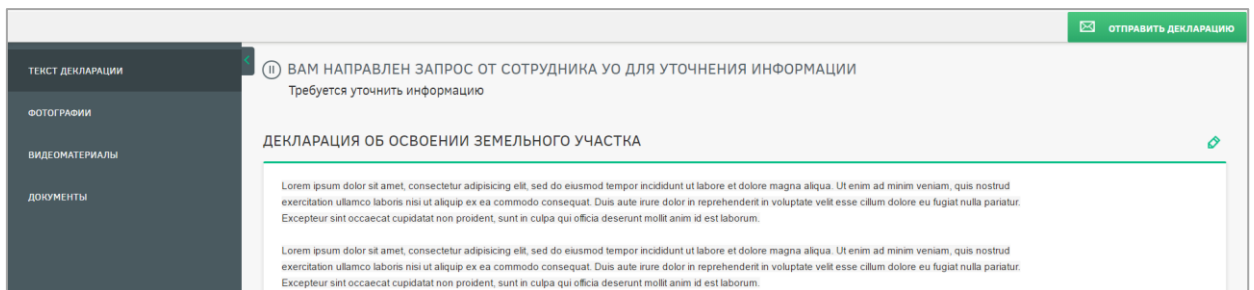 ОТПРАВИТЬ ДЕКЛАРАЦИЮ
ТЕКСТ ДЕКЛАРАЦИИ
ФОТОГРАФИИ
ВИДЕОМАТЕРИАЛЫ
ДОКУМЕНТЫ
ВАМ НАПРАВЛЕН ЗАПРОС ОТ СОТРУДНИКА УО ДЛЯ УТОЧНЕНИЯ ИНФОРМАЦИИ
Требуется уточнить информацию
ДЕКЛАРАЦИЯ ОБ ОСВОЕНИИ ЗЕМЕЛЬНОГО УЧАСТКА
Lorem ipsum dolor sit amet, consectetur adipisicing elit, sed do eiusmod tempor incididunt ut labore et dolore magna aliqua. Ut enim ad minim veniam, quis nostrud
exercitation ullamco laboris nisi ut aliquip ex ea commodo consequat. Duis aute irure dolor in reprehenderit in voluptate velit esse cillum dolore eu fugiat nulla pariatur.
Excepteur sint occaecat cupidatat non proident, sunt in culpa qui officia deserunt mollit anim id est laborum.
Lorem ipsum dolor sit amet, consectetur adipisicing elit, sed do eiusmod tempor incididunt ut labore et dolore magna aliqua. Ut enim ad minim veniam, quis nostrud
exercitation ullamco laboris nisi ut aliquip ex ea commodo consequat. Duis aute irure dolor in reprehenderit in voluptate velit esse cillum dolore eu fugiat nulla pariatur.
Excepteur sint occaecat cupidatat non proident, sunt in culpa qui officia deserunt mollit anim id est laborum.